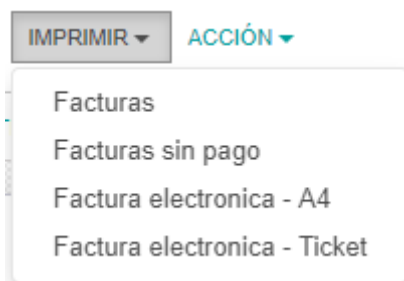 IMPRIMIR ACCIÓN
Facturas
Facturas sin pago
Factura electronica - A4
Factura electronica - Ticket